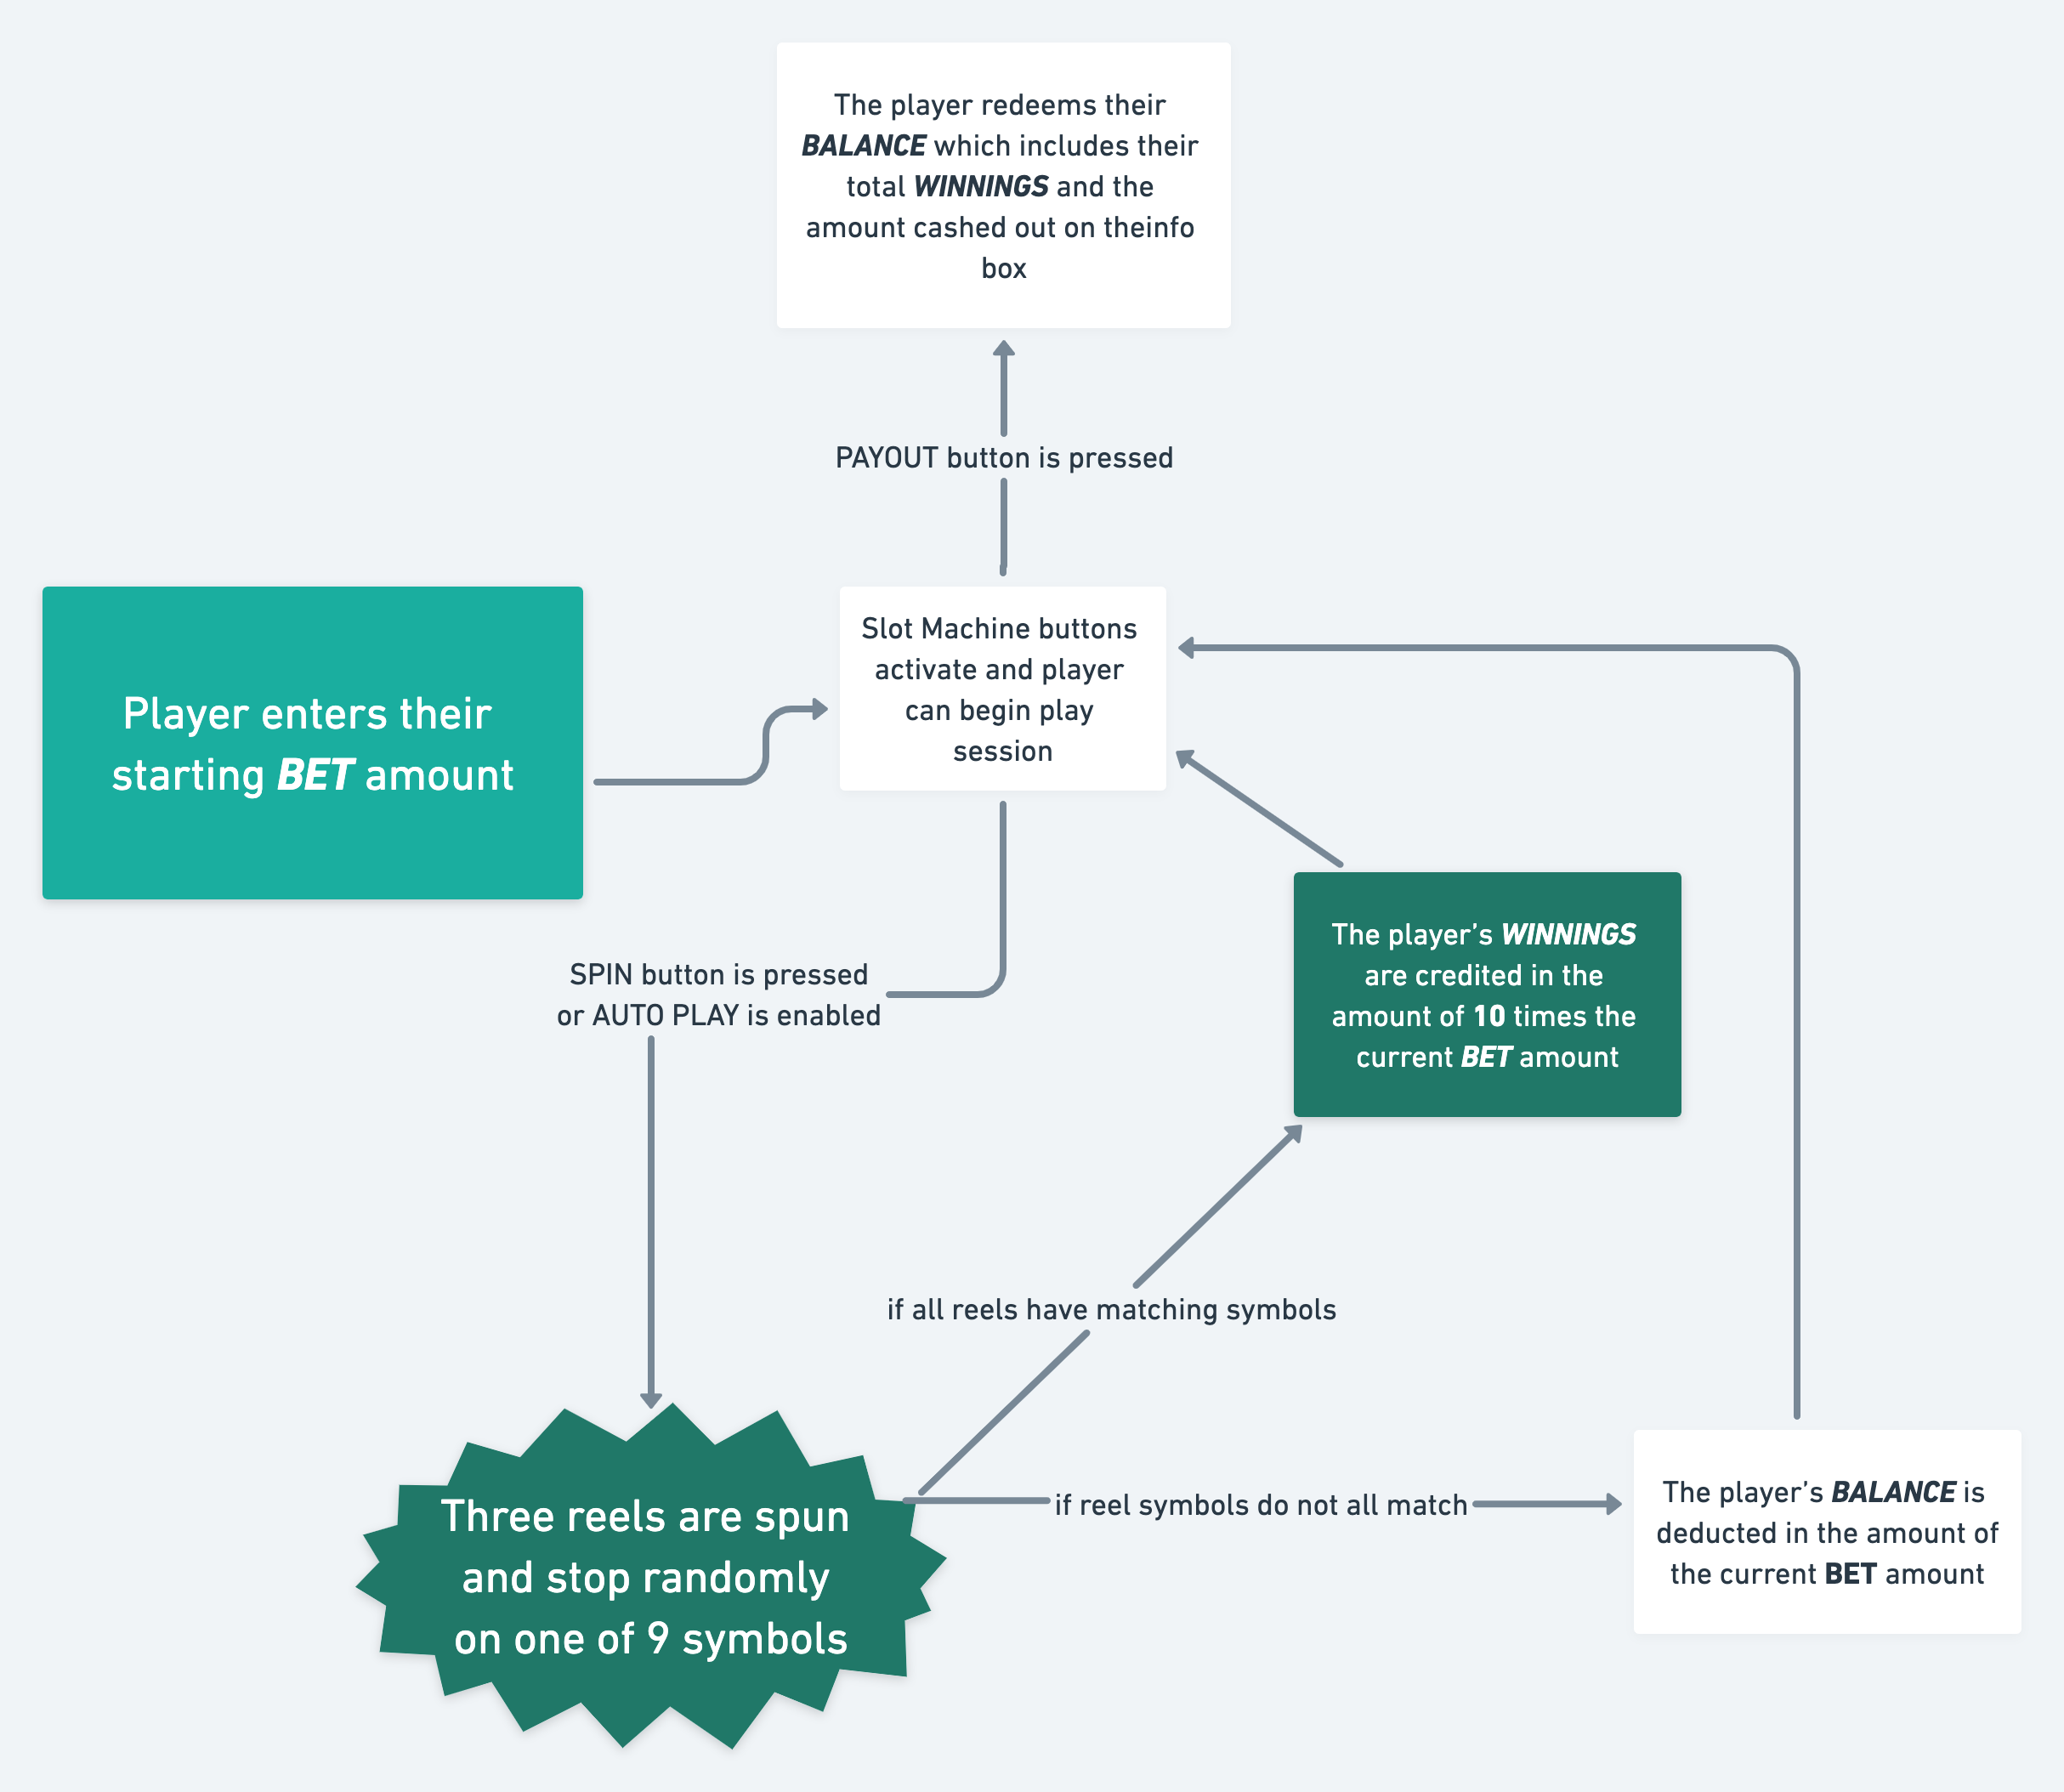 The player redeems their
BALANCE which includes their
total WINNINGS and the
amount cashed out on theinfo
box
PAYOUT button is pressed
Player enters their
starting BET amount
Slot Machine buttons
activate and player
can begin play
session
The player’s WINNINGS
are credited in the
amount of 10 times the
current BET amount
SPIN button is pressed
or AUTO PLAY is enabled
if all reels have matching symbols
Three reels are spun
and stop randomly
on one of 9 symbols
if reel symbols do not all match
The player’s BALANCE is
deducted in the amount of
the current BET amount